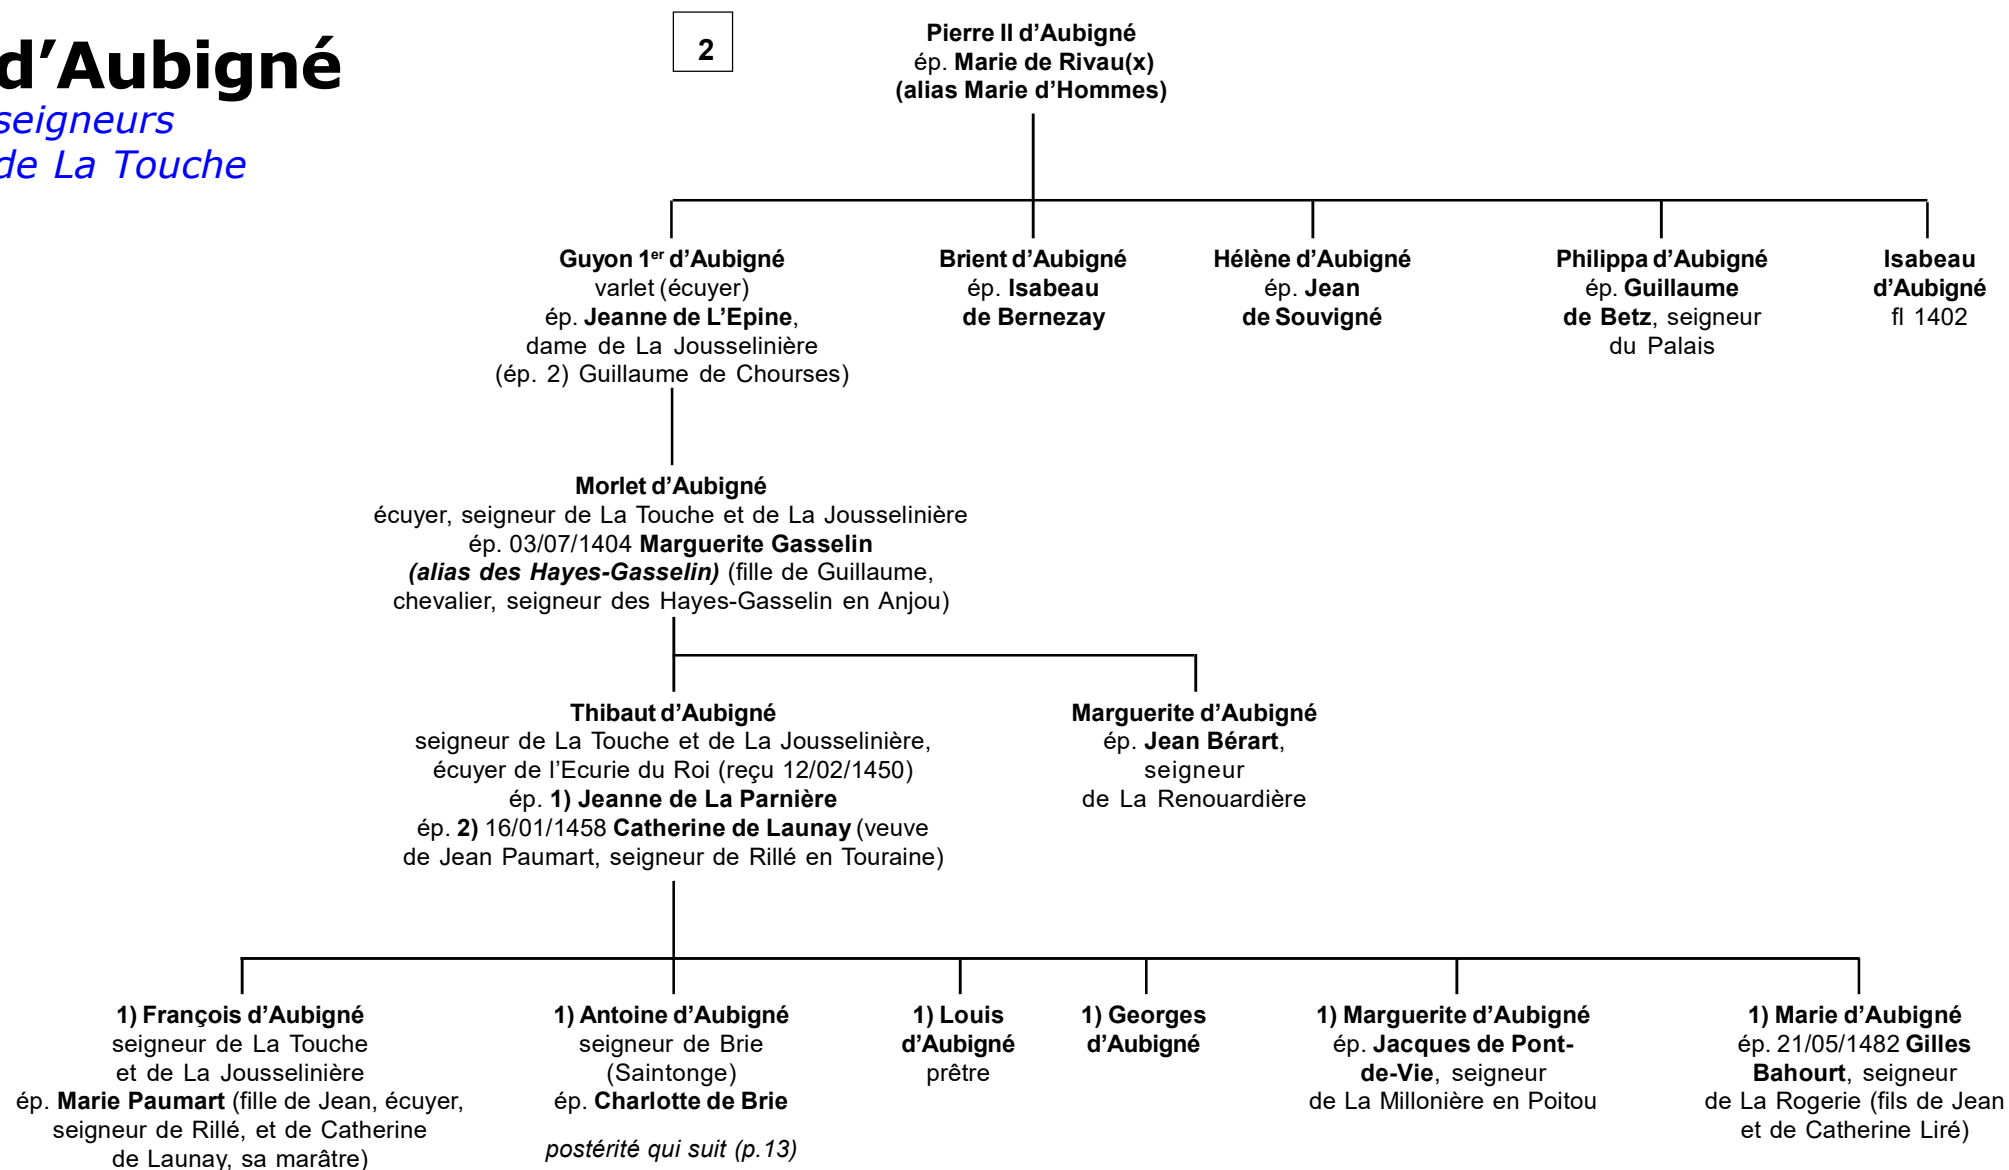 d’Aubigné
seigneurs
de La Touche
2
Pierre II d’Aubigné
ép. Marie de Rivau(x)
(alias Marie d’Hommes)
Guyon 1er d’Aubigné
varlet (écuyer)
ép. Jeanne de L’Epine,
dame de La Jousselinière
(ép. 2) Guillaume de Chourses)
Brient d’Aubigné
ép. Isabeau
de Bernezay
Hélène d’Aubigné
ép. Jean
de Souvigné
Philippa d’Aubigné
ép. Guillaume
de Betz, seigneur
du Palais
Isabeau
d’Aubigné
fl 1402
Morlet d’Aubigné
écuyer, seigneur de La Touche et de La Jousselinière
ép. 03/07/1404 Marguerite Gasselin
(alias des Hayes-Gasselin) (fille de Guillaume,
chevalier, seigneur des Hayes-Gasselin en Anjou)
Thibaut d’Aubigné
seigneur de La Touche et de La Jousselinière,
écuyer de l’Ecurie du Roi (reçu 12/02/1450)
ép. 1) Jeanne de La Parnière
ép. 2) 16/01/1458 Catherine de Launay (veuve
de Jean Paumart, seigneur de Rillé en Touraine)
Marguerite d’Aubigné
ép. Jean Bérart,
seigneur
de La Renouardière
1) François d’Aubigné
seigneur de La Touche
et de La Jousselinière
ép. Marie Paumart (fille de Jean, écuyer,
seigneur de Rillé, et de Catherine
de Launay, sa marâtre)
1) Antoine d’Aubigné
seigneur de Brie
(Saintonge)
ép. Charlotte de Brie
postérité qui suit (p.13)
1) Louis
d’Aubigné
prêtre
1) Georges
d’Aubigné
1) Marguerite d’Aubigné
ép. Jacques de Pont-
de-Vie, seigneur
de La Millonière en Poitou
1) Marie d’Aubigné
ép. 21/05/1482 Gilles
Bahourt, seigneur
de La Rogerie (fils de Jean
et de Catherine Liré)